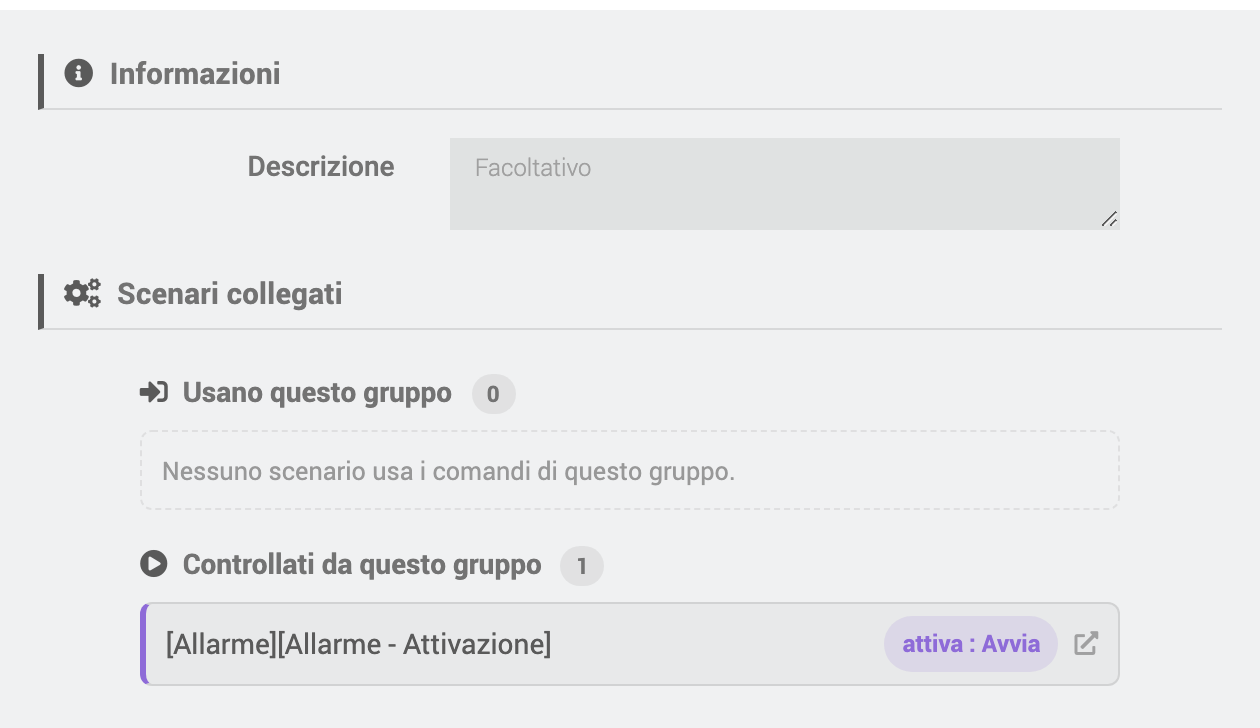 Informazioni
Descrizione
Facoltativo
Scenari collegati
Usano questo gruppo 0
Nessuno scenario usa i comandi di questo gruppo.
Controllati da questo gruppo 1
[Allarme][Allarme - Attivazione] attiva : Avvia